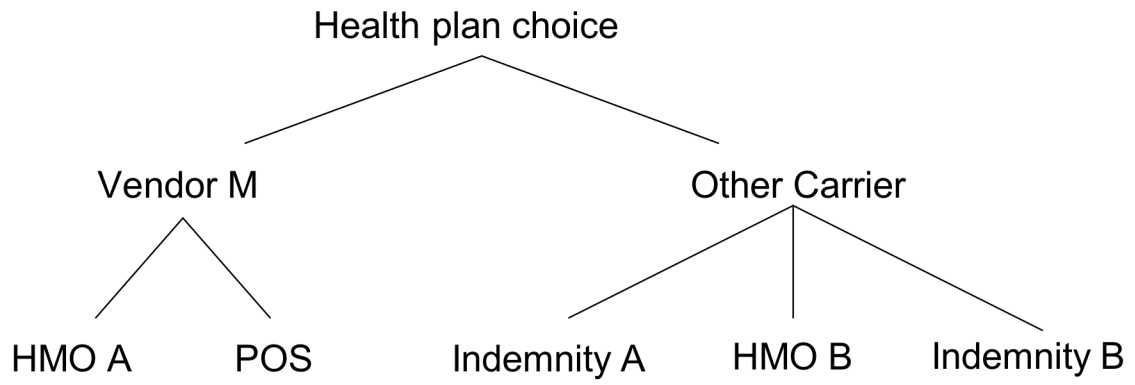 Health plan choice
Vendor M
Other Carrier
HMO A
POS
Indemnity A
HMO B
Indemnity B